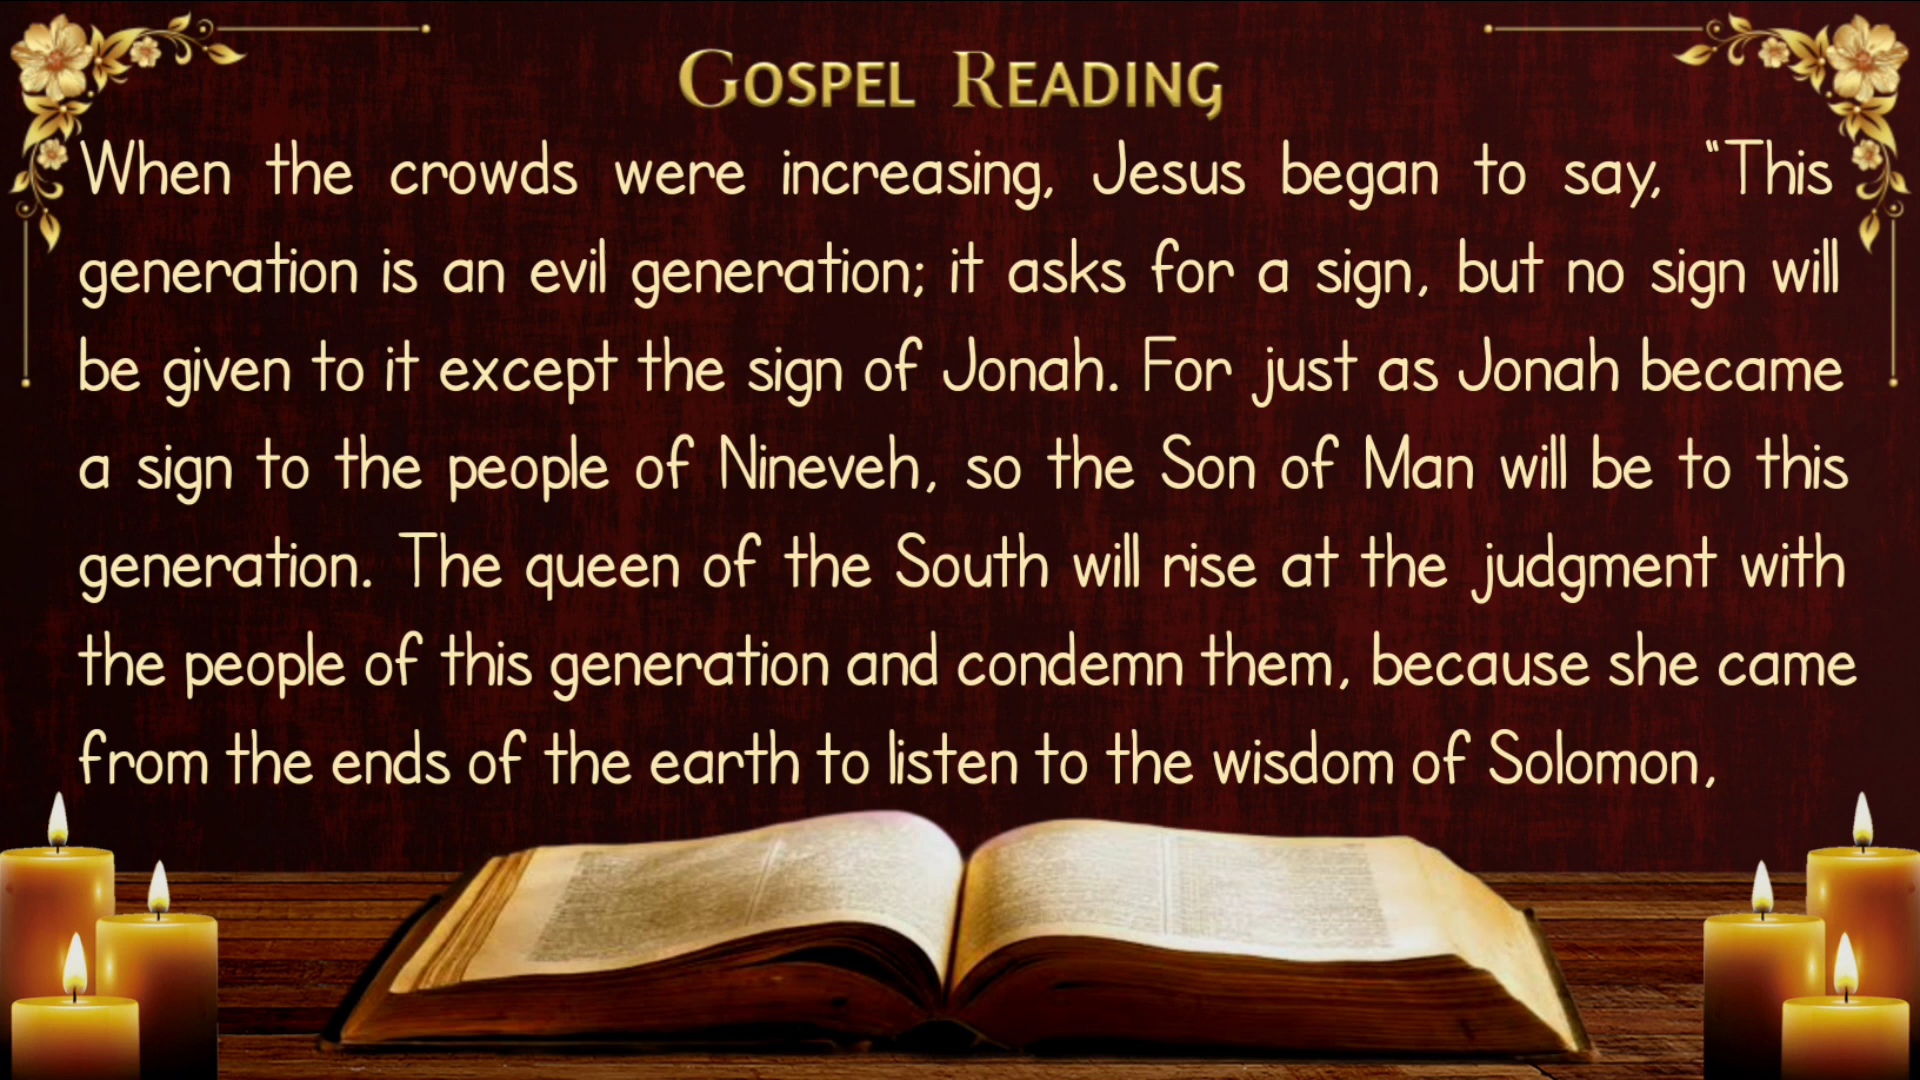 Gospel Reading
When the crowds were increasing, Jesus began to say, “This
generation is an evil generation; it asks for a sign, but no sign will
be given to it except the sign of Jonah. For just as Jonah became
a sign to the people of Nineveh, so the Son of Man will be to this
generation. The queen of the South will rise at the judgment with
the people of this generation and condemn them, because she came
from the ends of the earth to listen to the wisdom of Solomon,